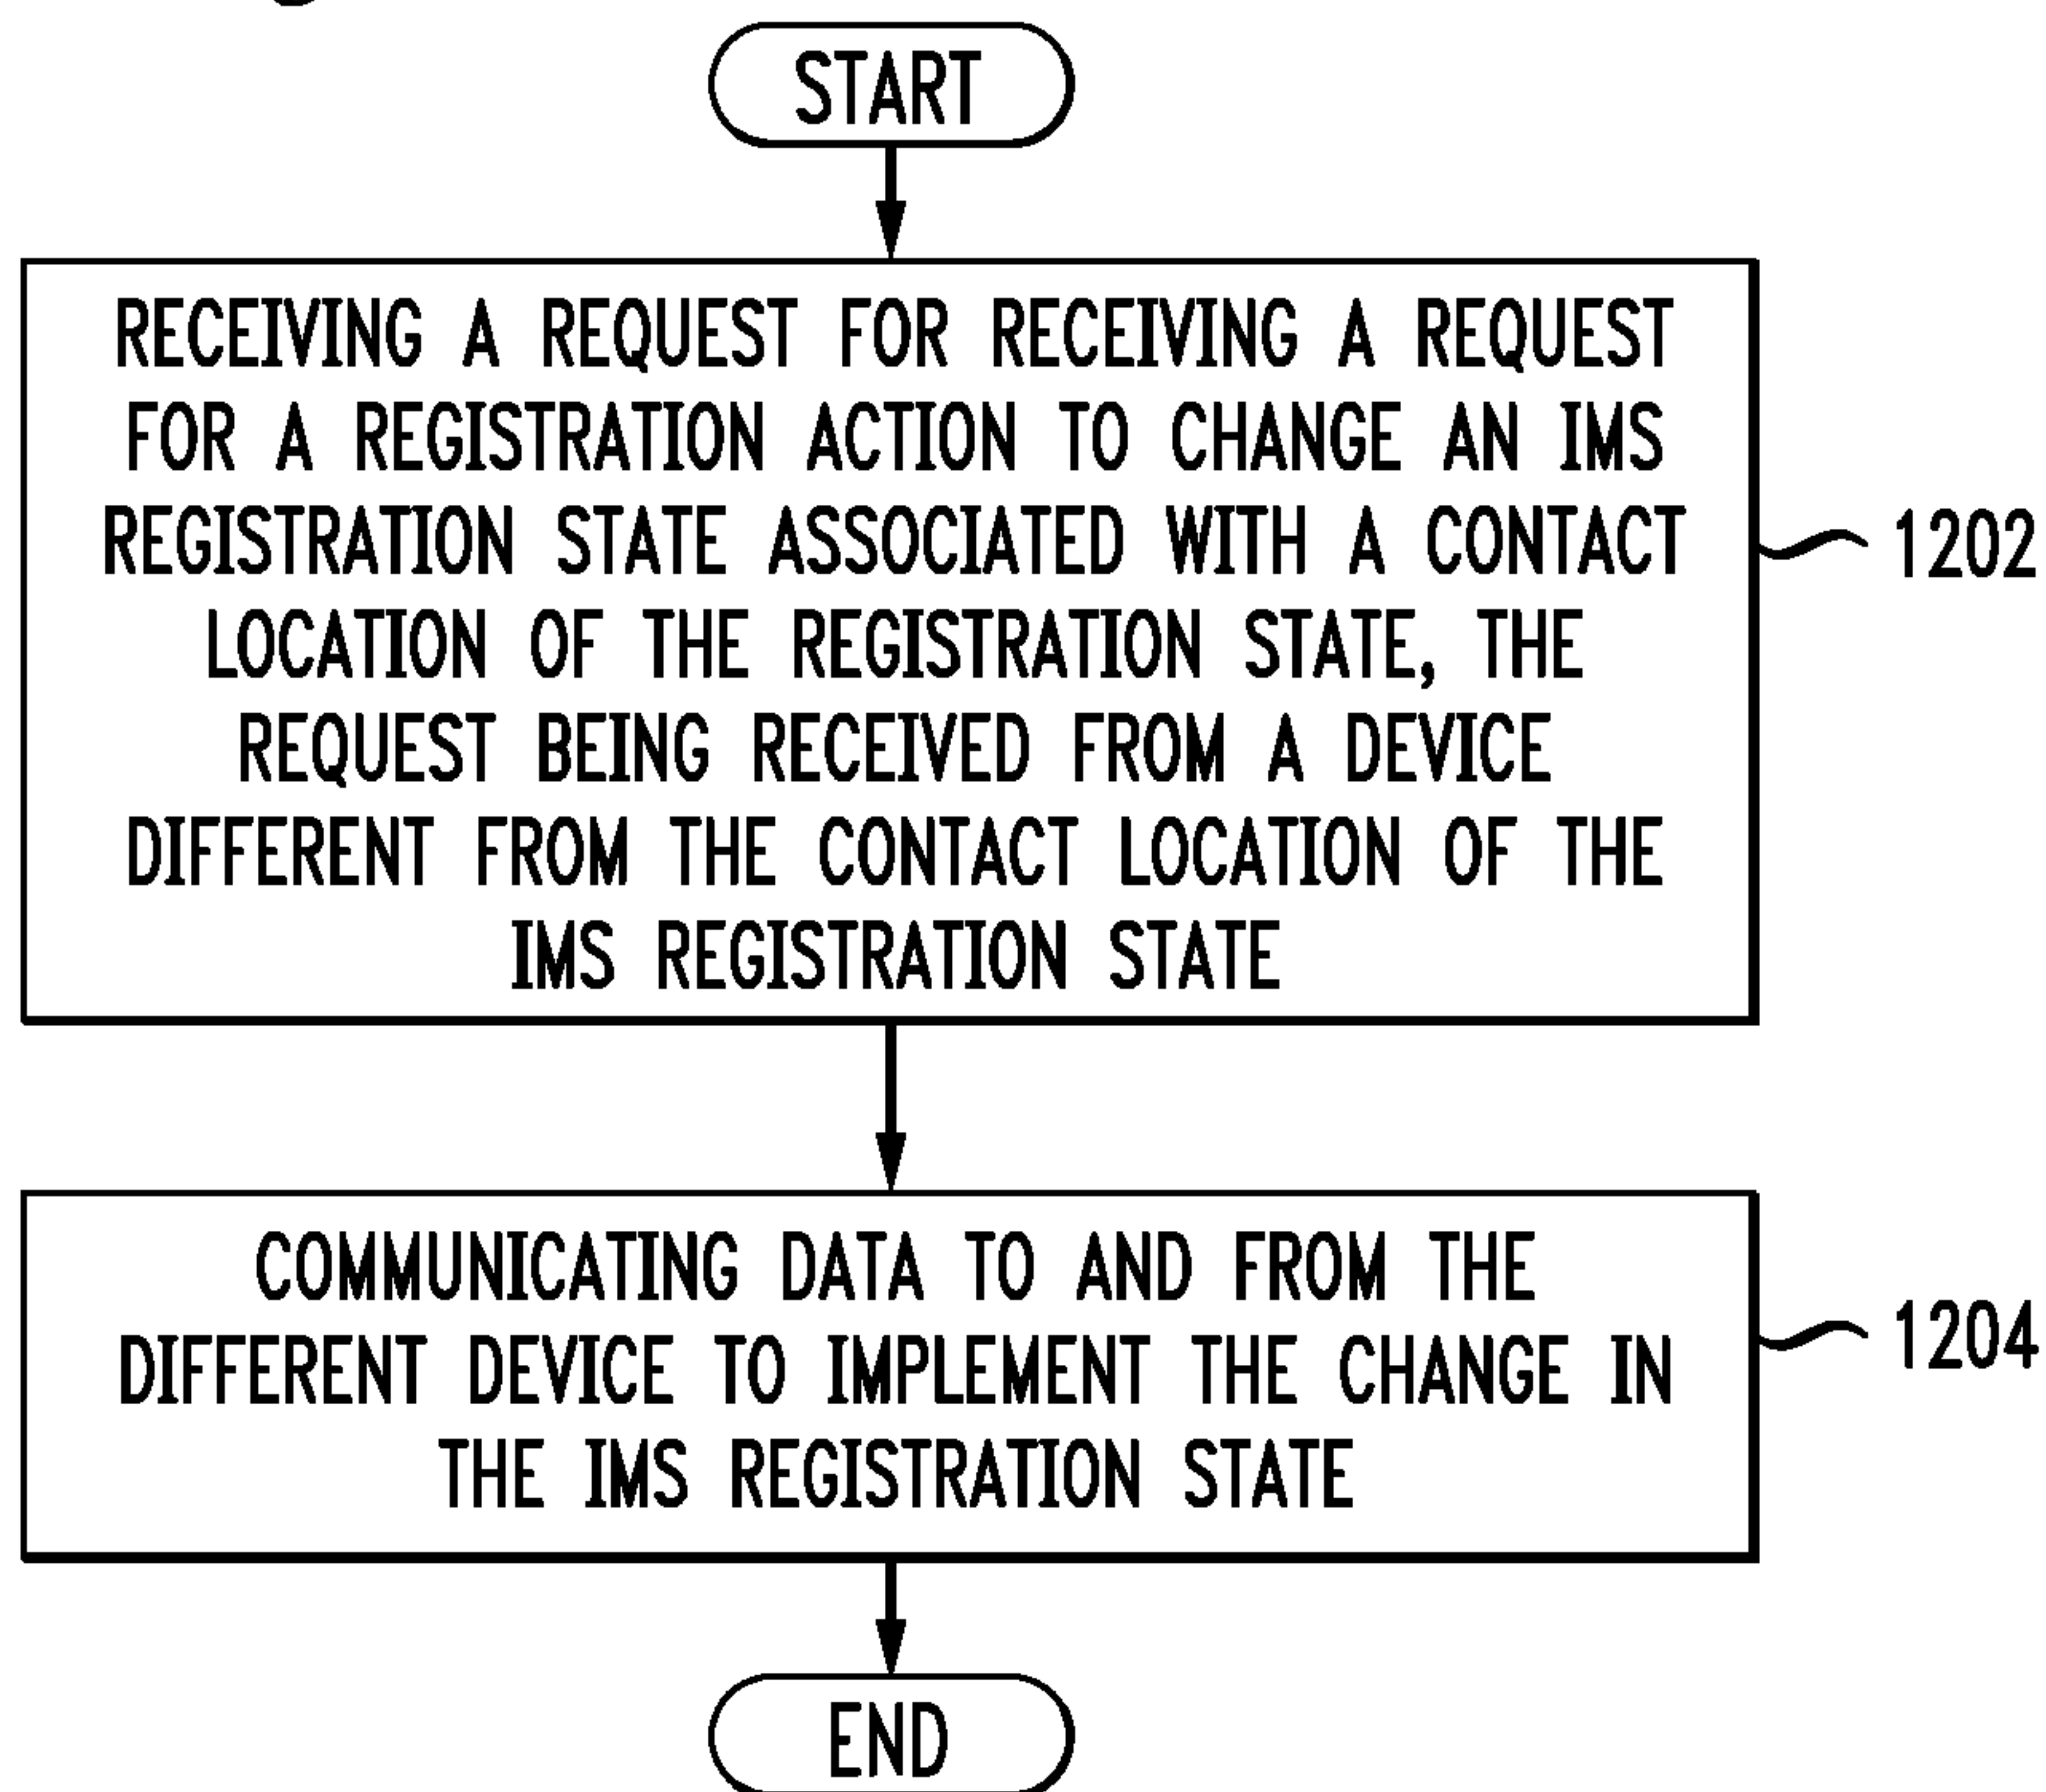 START
RECEIVING A REQUEST FOR RECEIVING A REQUEST
FOR A REGISTRATION ACTION TO CHANGE AN IMS
REGISTRATION STATE ASSOCIATED WITH A CONTACT
LOCATION OF THE REGISTRATION STATE, THE
REQUEST BEING RECEIVED FROM A DEVICE
DIFFERENT FROM THE CONTACT LOCATION OF THE
IMS REGISTRATION STATE
1202
COMMUNICATING DATA TO AND FROM THE
DIFFERENT DEVICE TO IMPLEMENT THE CHANGE IN
THE IMS REGISTRATION STATE
1204
END